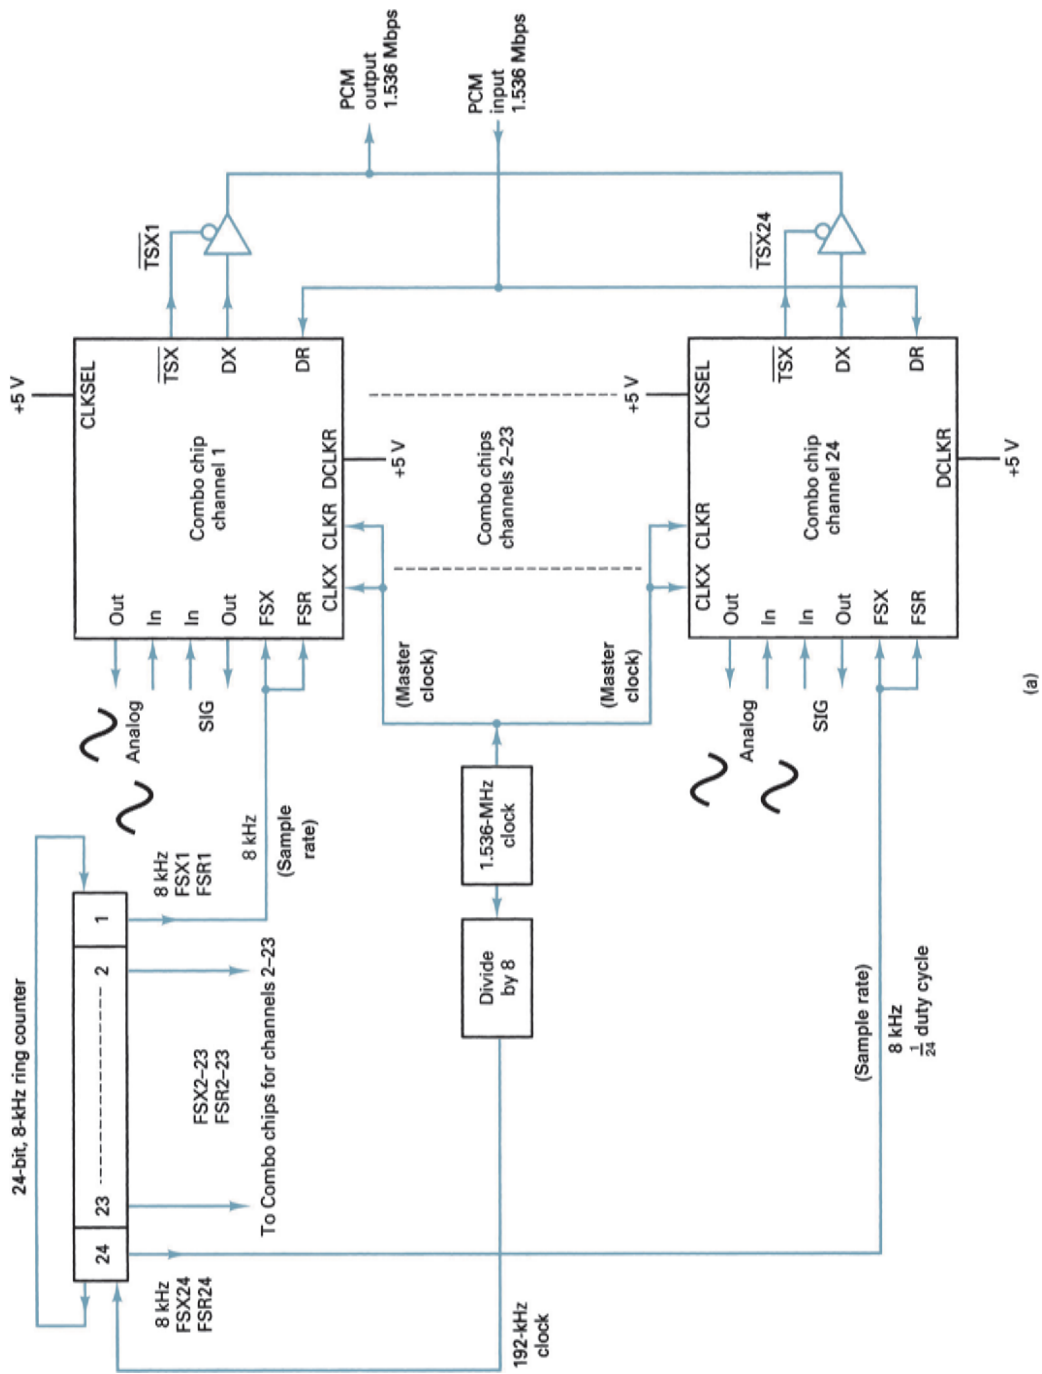 24-bit, 8-kHz ring counter
24
23
2
1
8 kHz
FSX24
FSR24
FSX2–23
FSR2–23
To Combo chips for channels 2–23
8 kHz
FSX1
FSR1
8 kHz
(Sample
rate)
192-kHz
clock
Divide
by 8
1.536-MHz
clock
(Master
clock)
(Master
clock)
(Sample rate)
8 kHz
1/24 duty cycle
Analog
SIG
Out
In
In
Out
FSX
FSR
CLKX
CLKR
DCLKR
+5 V
Combo chip
channel 1
CLKSEL
+5 V
TSX
DX
DR
TSX1
PCM
output
1.536 Mbps
PCM
input
1.536 Mbps
Combo chips
channels 2–23
Analog
SIG
Out
In
In
Out
FSX
FSR
CLKX
CLKR
DCLKR
+5 V
Combo chip
channel 24
CLKSEL
+5 V
TSX
DX
DR
TSX24
(a)